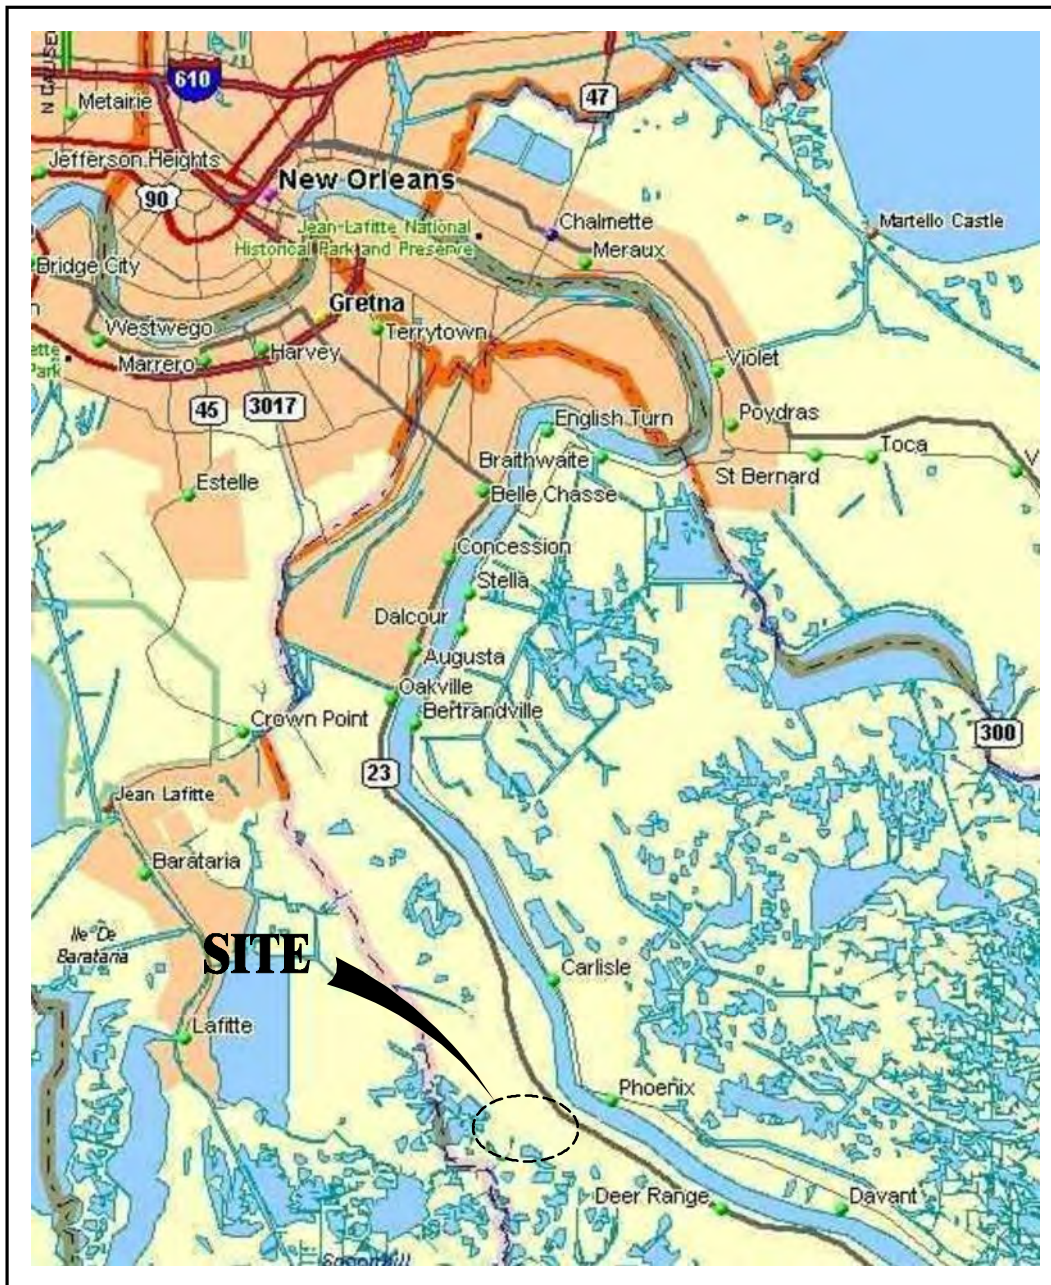 N CAUSE
610
Metairie
47
Jefferson Heights
90
New Orleans
Jean-Lafitte National
Historical Park and Preserve
Chalmette
Martello Castle
Meraux
Bridge City
Gretna
Westwego
Terrytown
Marrero
Harvey
ette
Park
Violet
45
3017
English Turn
Poydras
Toca
Braithwaite
St Bernard
V
Estelle
Belle Chasse
Concession
Stella
Dalcour
Augusta
Oakville
Bertrandville
Crown Point
300
23
Jean Lafitte
Barataria
Ile De
Barataria
SITE
Carlisle
Lafitte
Phoenix
Deer Range
Davant